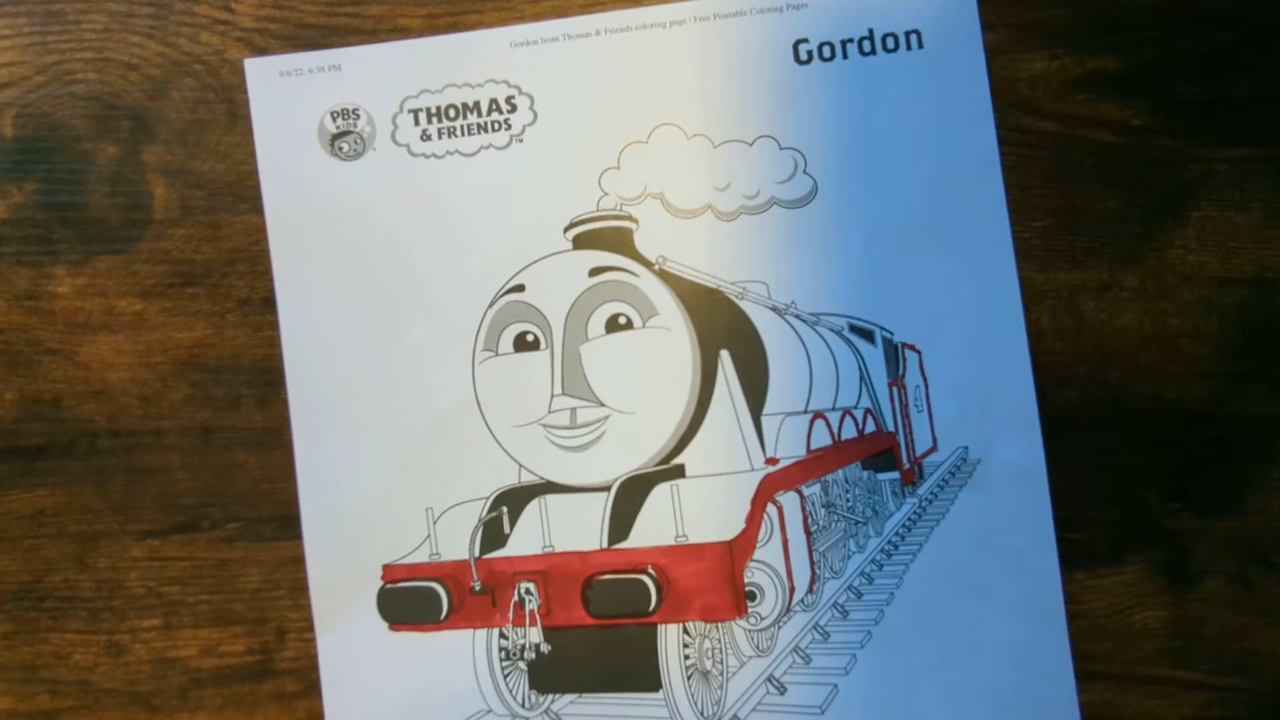 Gordon from Thomas & Friends coloring page | Free Printable Coloring Pages
9/6/22, 6:38 PM
Gordon
PBS
KIDS
THOMAS
& FRIENDS™
4